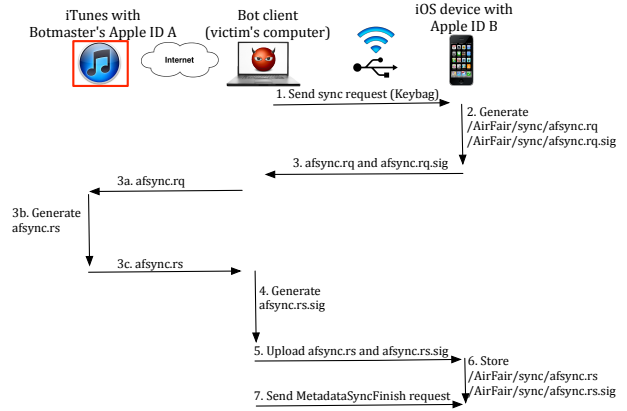 iTunes with
Botmaster's Apple ID A
Internet
Bot client
(victim's computer)
iOS device with
Apple ID B
1. Send sync request (Keybag)
2. Generate
/AirFair/sync/afsync.rq
/AirFair/sync/afsync.rq.sig
3. afsync.rq and afsync.rq.sig
3a. afsync.rq
3b. Generate
afsync.rs
3c. afsync.rs
4. Generate
afsync.rs.sig
5. Upload afsync.rs and afsync.rs.sig
6. Store
/AirFair/sync/afsync.rs
/AirFair/sync/afsync.rs.sig
7. Send MetadataSyncFinish request